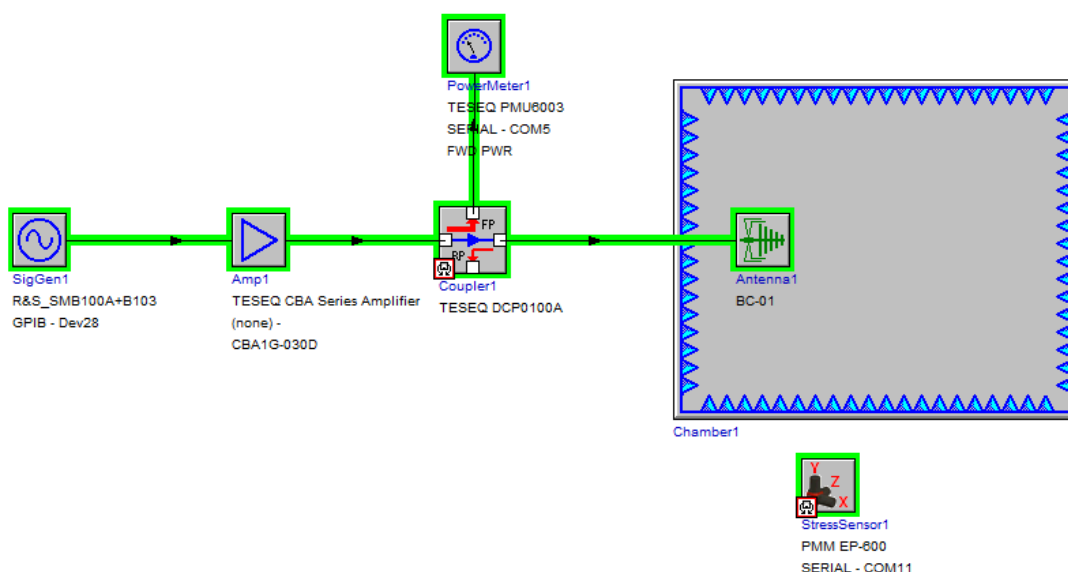 PowerMeter1
TESEQ PMU6003
SERIAL - COM5
FWD PWR
SigGen1
R&S_SMB100A+B103
GPIB - Dev28
Amp1
TESEQ CBA Series Amplifier
(none) -
CBA1G-030D
FP
RP
Coupler1
TESEQ DCP0100A
Antenna1
BC-01
Chamber1
Y
Z
X
StressSensor1
PMM EP-600
SERIAL - COM11